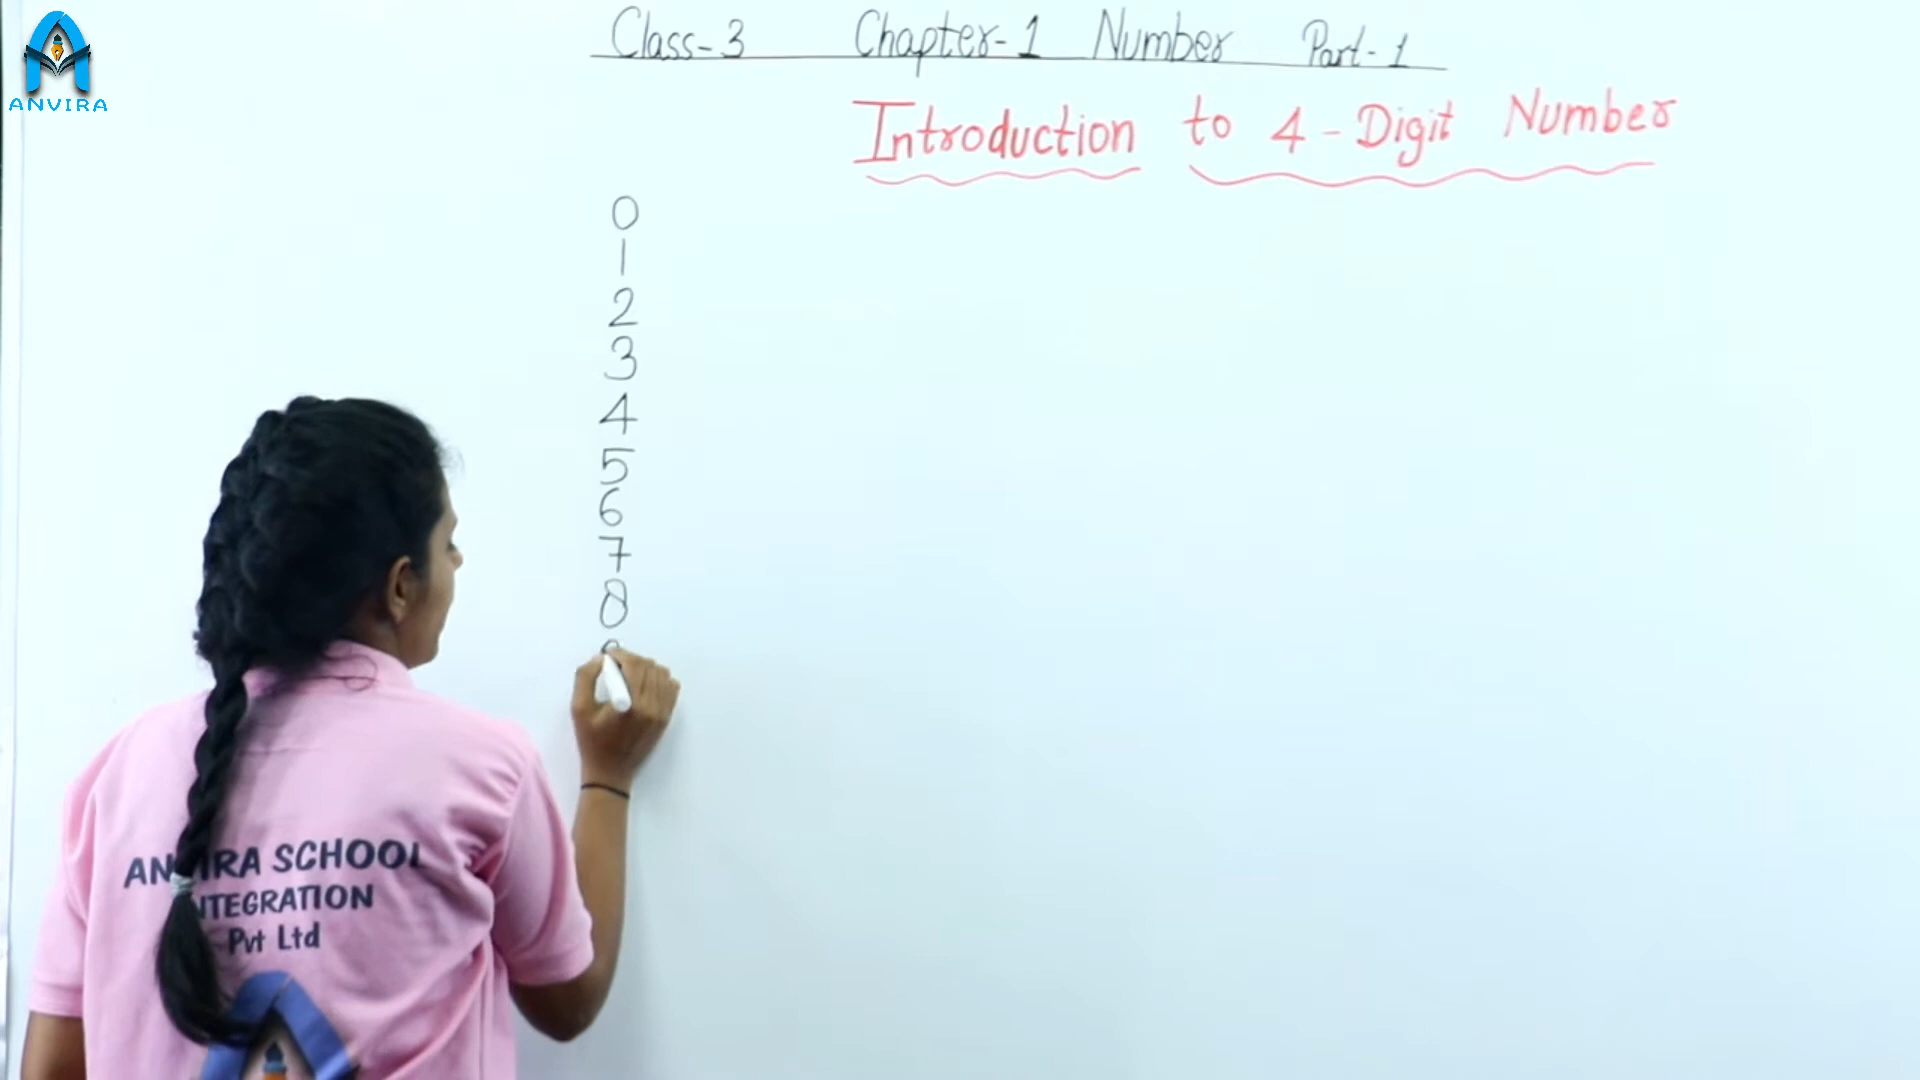 ANVIRA
Class-3 Chapter-1 Number Part-1
Introduction to 4-Digit Number
0
1
2
3
4
5
6
7
8
ANVIRA SCHOOL
INTEGRATION
Pvt Ltd